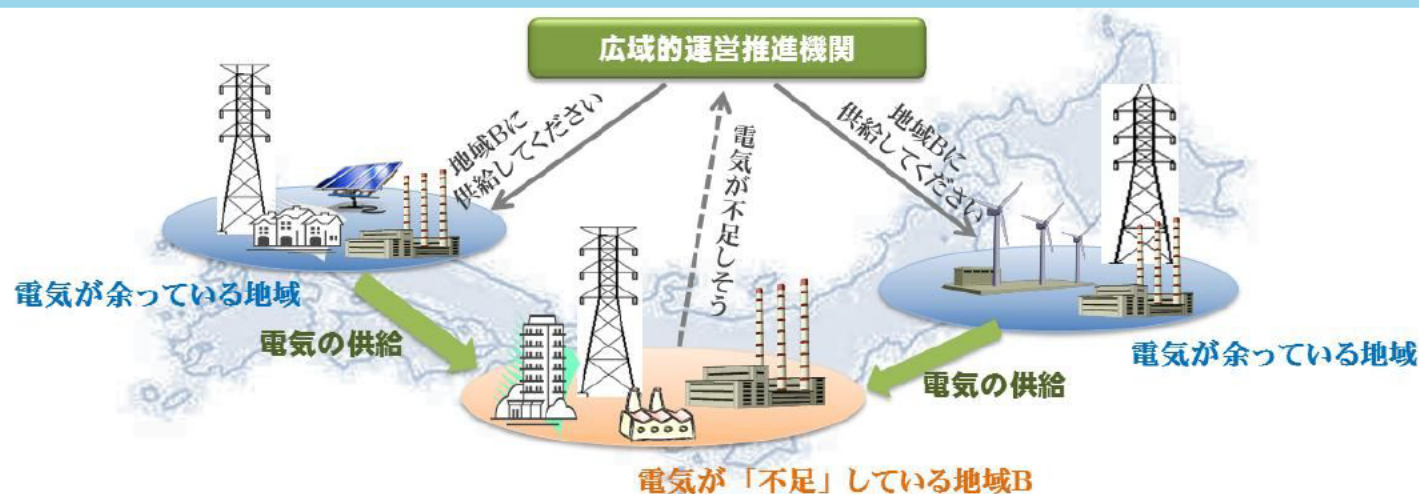 広域的運営推進機関
地域Bに
供給してください
電気が不足しそう
地域Bに
供給してください
電気が余っている地域
電気の供給
電気が余っている地域
電気の供給
電気が「不足」している地域B